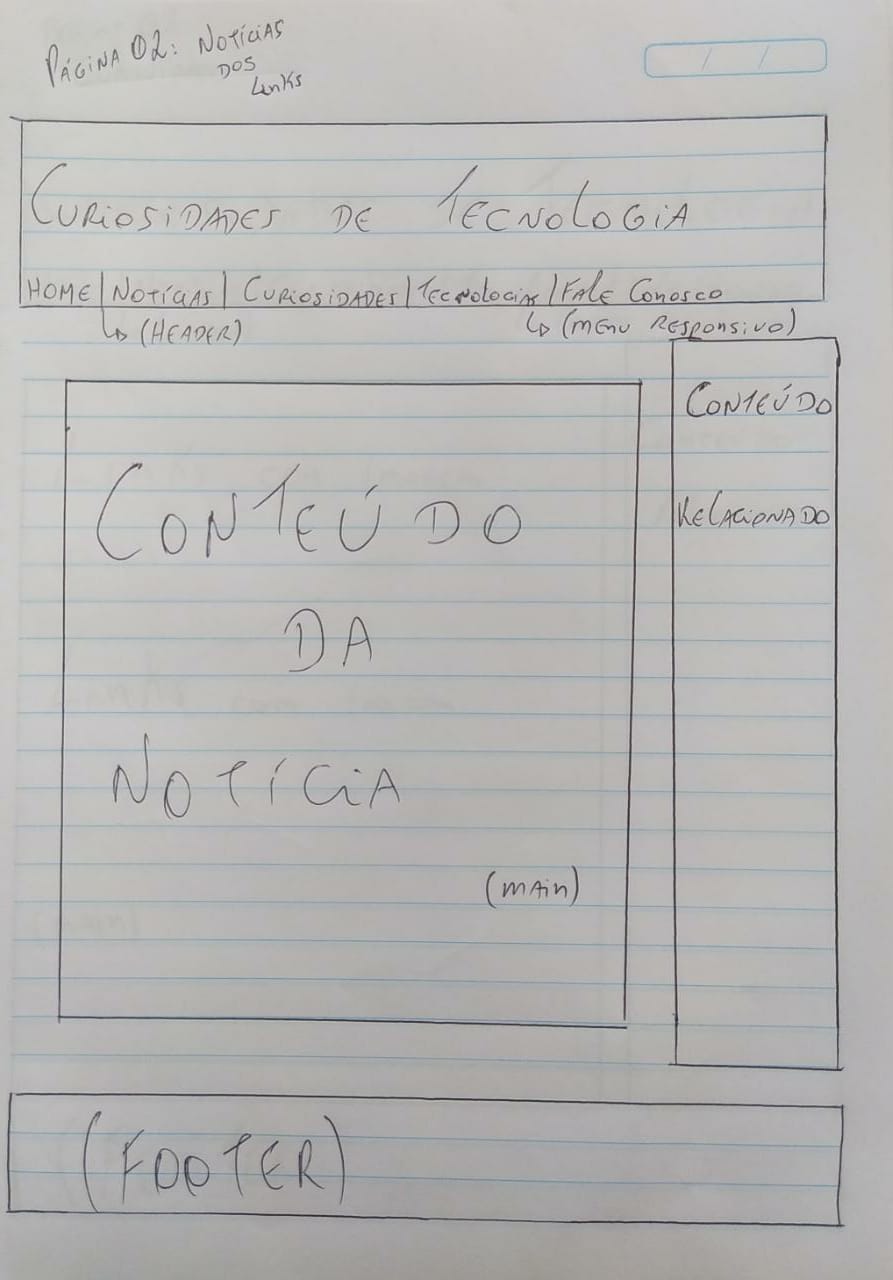 PÁGINA 02: NOTÍCIAS
DOS
Links
CURIOSIDADES DE TECNOLOGIA
HOME | NOTÍCIAS | CURIOSIDADES | TECNOLOGIAS | FALE CONOSCO
↳ (HEADER)
↳ (MENU RESPONSIVO)
CONTEÚDO
RELACIONADO
CONTEÚDO
DA
NOTÍCIA
(MAIN)
(FOOTER)